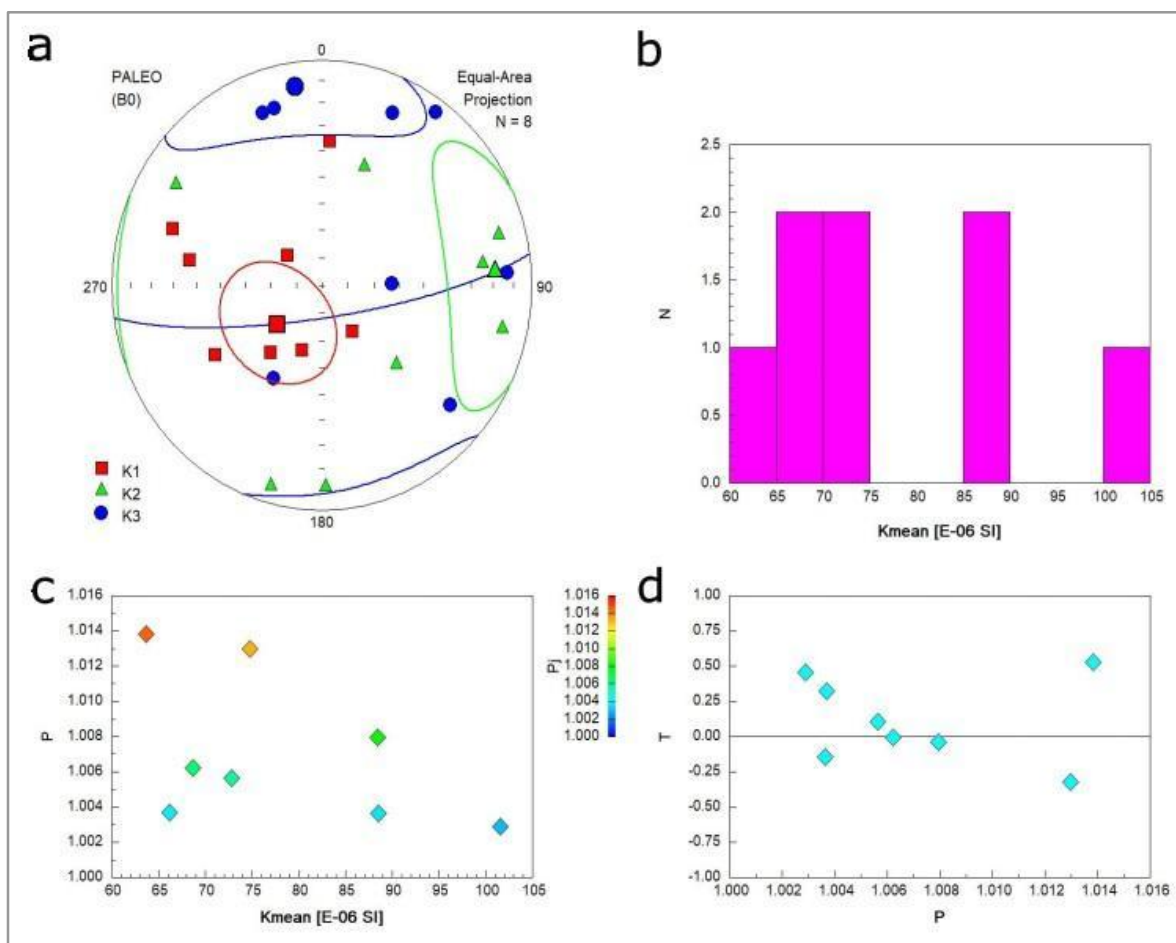 a
PALEO
(B0)
0
Equal-Area
Projection
N = 8
270
90
180
K1
K2
K3
b
2.5
2.0
1.5
1.0
0.5
0.0
N
60 65 70 75 80 85 90 95 100 105
Kmean [E-06 SI]
c
1.016
1.014
1.012
1.010
1.008
1.006
1.004
1.002
1.000
P
60 65 70 75 80 85 90 95 100 105
Kmean [E-06 SI]
Pj
1.016
1.014
1.012
1.010
1.008
1.006
1.004
1.002
1.000
d
1.00
0.75
0.50
0.25
0.00
-0.25
-0.50
-0.75
-1.00
T
1.000 1.002 1.004 1.006 1.008 1.010 1.012 1.014 1.016
P